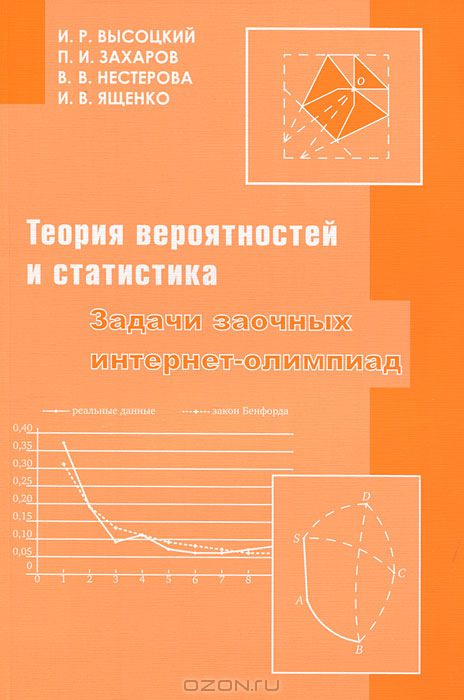 И. Р. ВЫСОЦКИЙ
П. И. ЗАХАРОВ
В. В. НЕСТЕРОВА
И. В. ЯЩЕНКО
O
Теория вероятностей
и статистика
Задачи заочных
интернет-олимпиад
реальные данные закон Бенфорда
0,40
0,35
0,30
0,25
0,20
0,15
0,10
0,05
0 1 2 3 4 5 6 7 8
D
S
C
A
B
OZON.RU